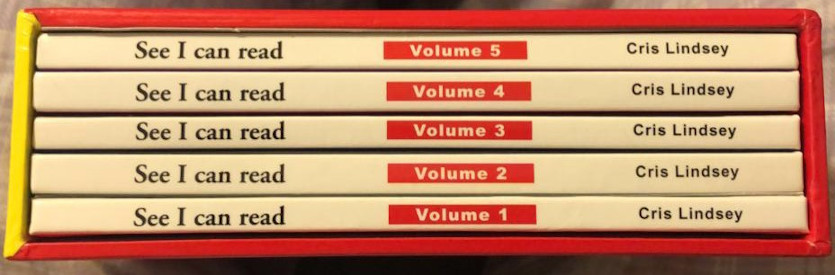 See I can read Volume 5 Cris Lindsey
See I can read Volume 4 Cris Lindsey
See I can read Volume 3 Cris Lindsey
See I can read Volume 2 Cris Lindsey
See I can read Volume 1 Cris Lindsey